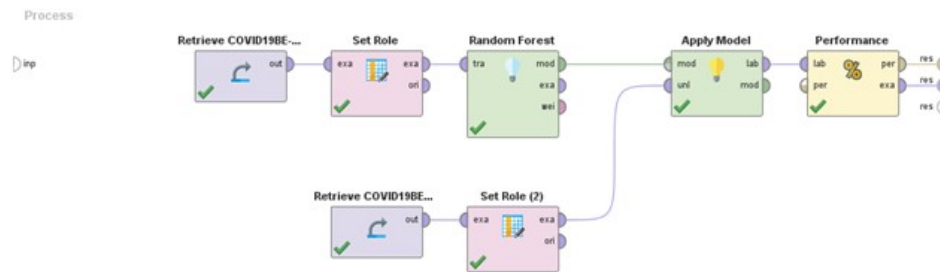 Process
Retrieve COVID19BE-... Set Role Random Forest Apply Model Performance
inp out exa exa tra mod mod lab lab per res
ori exa unl mod per exa res
wei res
Retrieve COVID19BE... Set Role (2)
out exa exa
ori